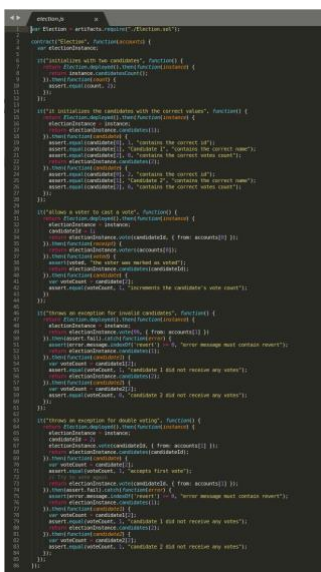 election.js
var Election = artifacts.require("./Election.sol");
contract("Election", function(accounts) {
var electionInstance;
it("initializes with two candidates", function() {
return Election.deployed().then(function(instance) {
return instance.candidatesCount();
}).then(function(count) {
assert.equal(count, 2);
});
});
it("it initializes the candidates with the correct values", function() {
return Election.deployed().then(function(instance) {
electionInstance = instance;
return electionInstance.candidates(1);
}).then(function(candidate) {
assert.equal(candidate[0], 1, "contains the correct id");
assert.equal(candidate[1], "Candidate 1", "contains the correct name");
assert.equal(candidate[2], 0, "contains the correct votes count");
return electionInstance.candidates(2);
}).then(function(candidate) {
assert.equal(candidate[0], 2, "contains the correct id");
assert.equal(candidate[1], "Candidate 2", "contains the correct name");
assert.equal(candidate[2], 0, "contains the correct votes count");
});
});
it("allows a voter to cast a vote", function() {
return Election.deployed().then(function(instance) {
electionInstance = instance;
candidateId = 1;
return electionInstance.vote(candidateId, { from: accounts[0] });
}).then(function(receipt) {
return electionInstance.voters(accounts[0]);
}).then(function(voted) {
assert(voted, "the voter was marked as voted");
return electionInstance.candidates(candidateId);
}).then(function(candidate) {
var voteCount = candidate[2];
assert.equal(voteCount, 1, "increments the candidate's vote count");
})
});
it("throws an exception for invalid candidates", function() {
return Election.deployed().then(function(instance) {
electionInstance = instance;
return electionInstance.vote(99, { from: accounts[1] })
}).then(assert.fail).catch(function(error) {
assert(error.message.indexOf('revert') >= 0, "error message must contain revert");
return electionInstance.candidates(1);
}).then(function(candidate1) {
var voteCount = candidate1[2];
assert.equal(voteCount, 1, "candidate 1 did not receive any votes");
return electionInstance.candidates(2);
}).then(function(candidate2) {
var voteCount = candidate2[2];
assert.equal(voteCount, 0, "candidate 2 did not receive any votes");
});
});
it("throws an exception for double voting", function() {
return Election.deployed().then(function(instance) {
electionInstance = instance;
candidateId = 2;
electionInstance.vote(candidateId, { from: accounts[1] });
return electionInstance.candidates(candidateId);
}).then(function(candidate) {
var voteCount = candidate[2];
assert.equal(voteCount, 1, "accepts first vote");
// Try to vote again
return electionInstance.vote(candidateId, { from: accounts[1] });
}).then(assert.fail).catch(function(error) {
assert(error.message.indexOf('revert') >= 0, "error message must contain revert");
return electionInstance.candidates(1);
}).then(function(candidate1) {
var voteCount = candidate1[2];
assert.equal(voteCount, 1, "candidate 1 did not receive any votes");
return electionInstance.candidates(2);
}).then(function(candidate2) {
var voteCount = candidate2[2];
assert.equal(voteCount, 1, "candidate 2 did not receive any votes");
});
});
});